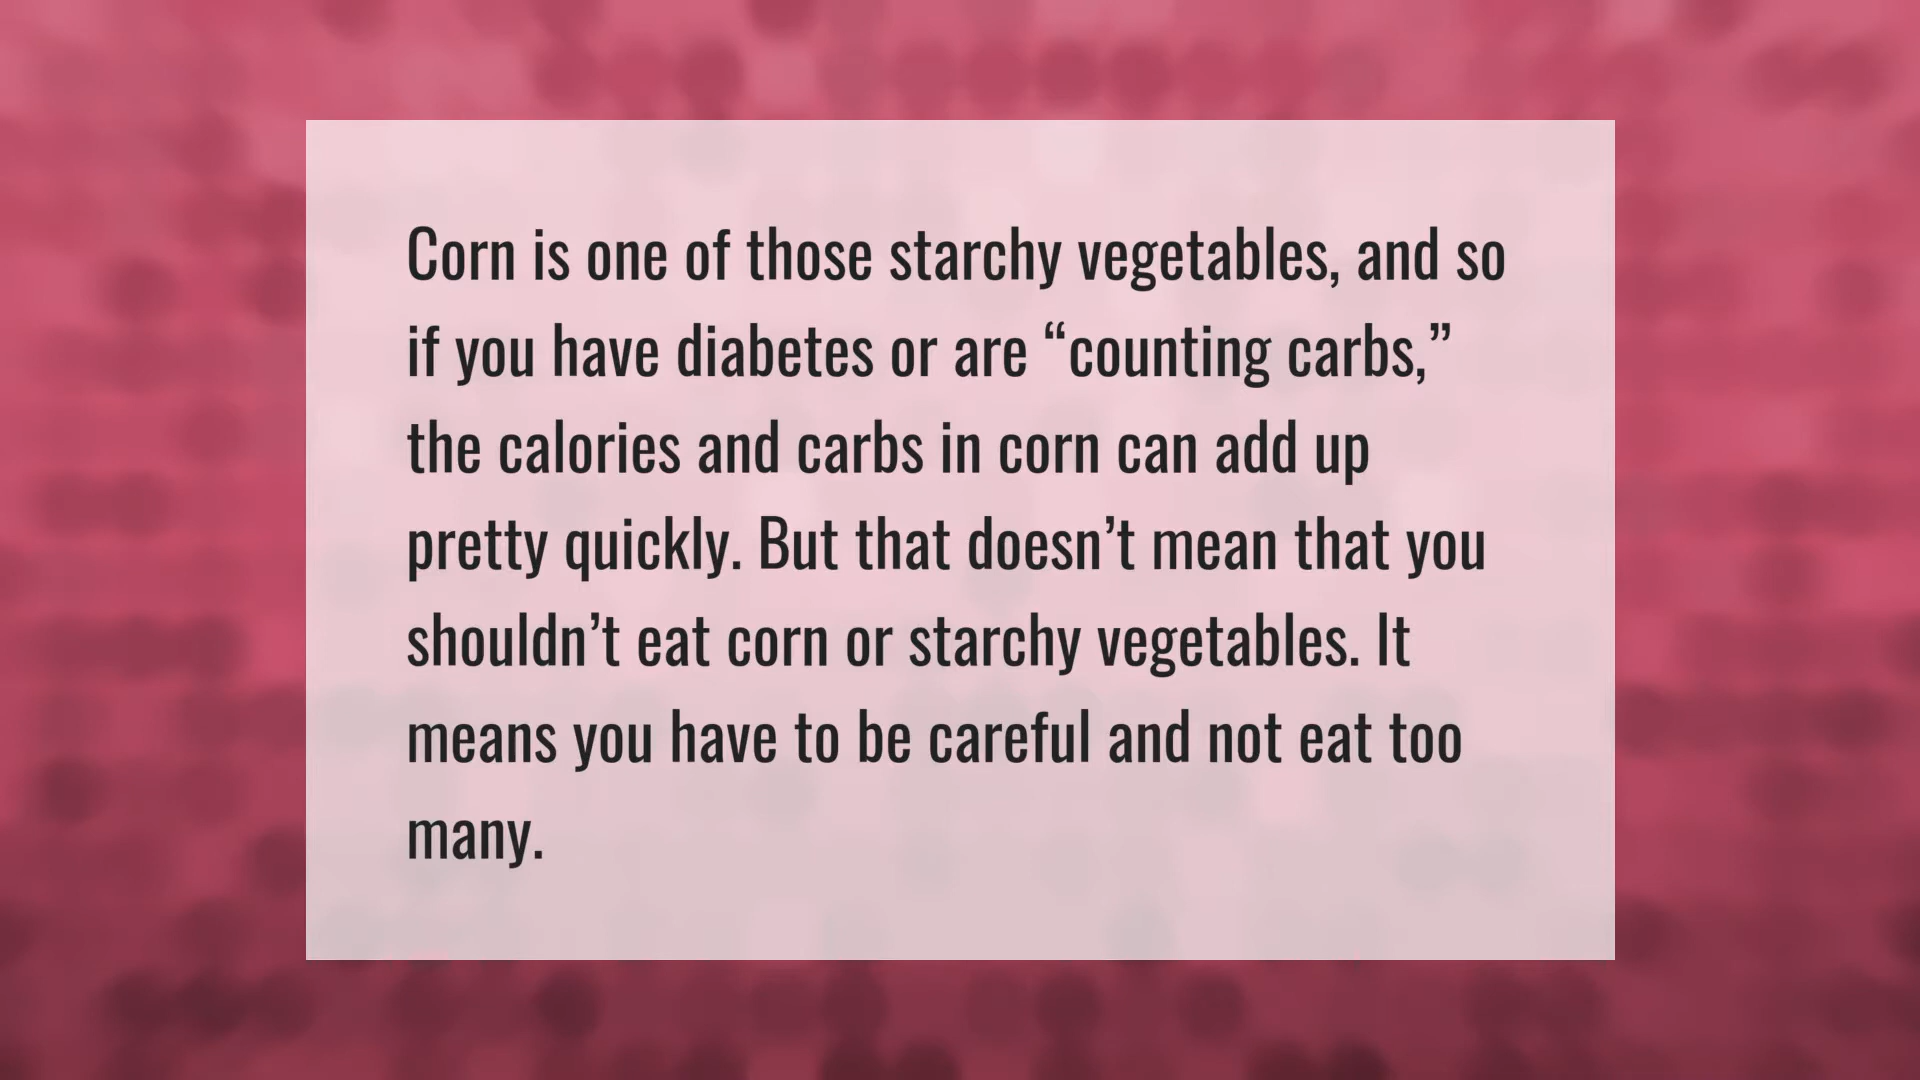 Corn is one of those starchy vegetables, and so
if you have diabetes or are “counting carbs,”
the calories and carbs in corn can add up
pretty quickly. But that doesn’t mean that you
shouldn’t eat corn or starchy vegetables. It
means you have to be careful and not eat too
many.